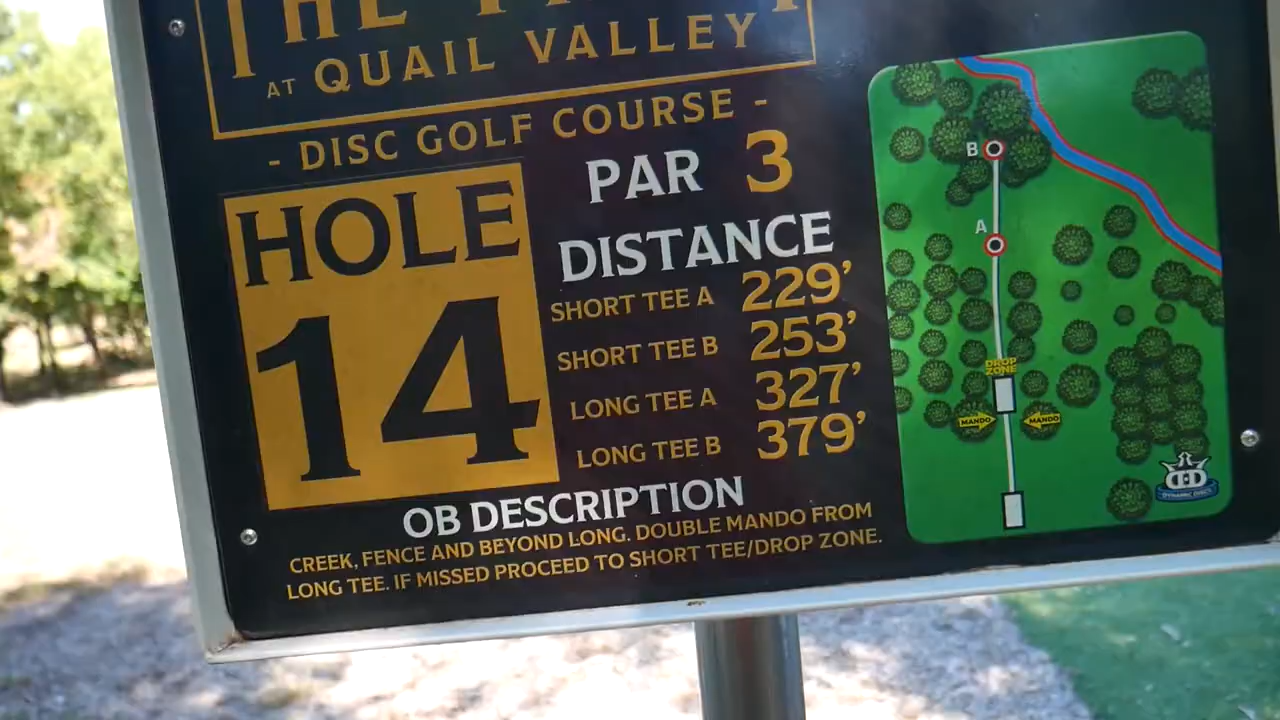 AT QUAIL VALLEY
- DISC GOLF COURSE -
HOLE
14
PAR 3
DISTANCE
SHORT TEE A 229’
SHORT TEE B 253’
LONG TEE A 327’
LONG TEE B 379’
OB DESCRIPTION
CREEK, FENCE AND BEYOND LONG. DOUBLE MANDO FROM
LONG TEE. IF MISSED PROCEED TO SHORT TEE/DROP ZONE.
B
A
DROP
ZONE
MANDO MANDO
DYNAMIC DISCS